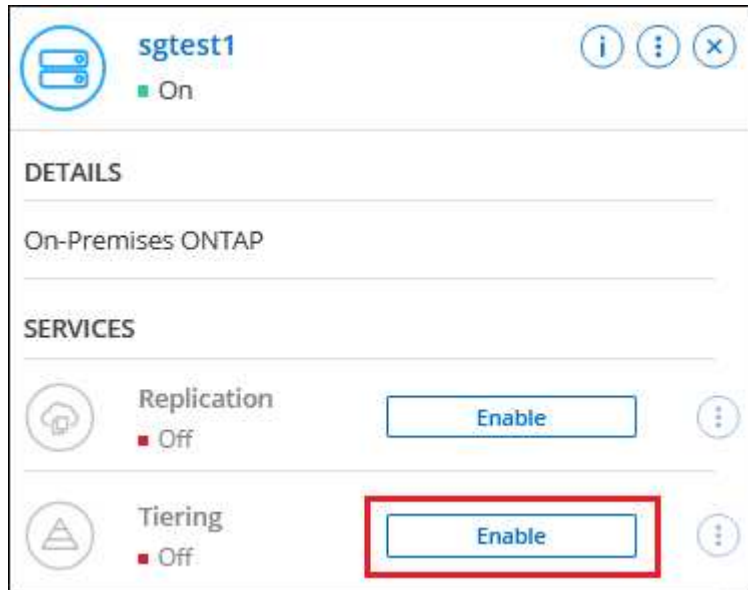 sgtest1
On
DETAILS
On-Premises ONTAP
SERVICES
Replication
Enable
Off
Tiering
Enable
Off